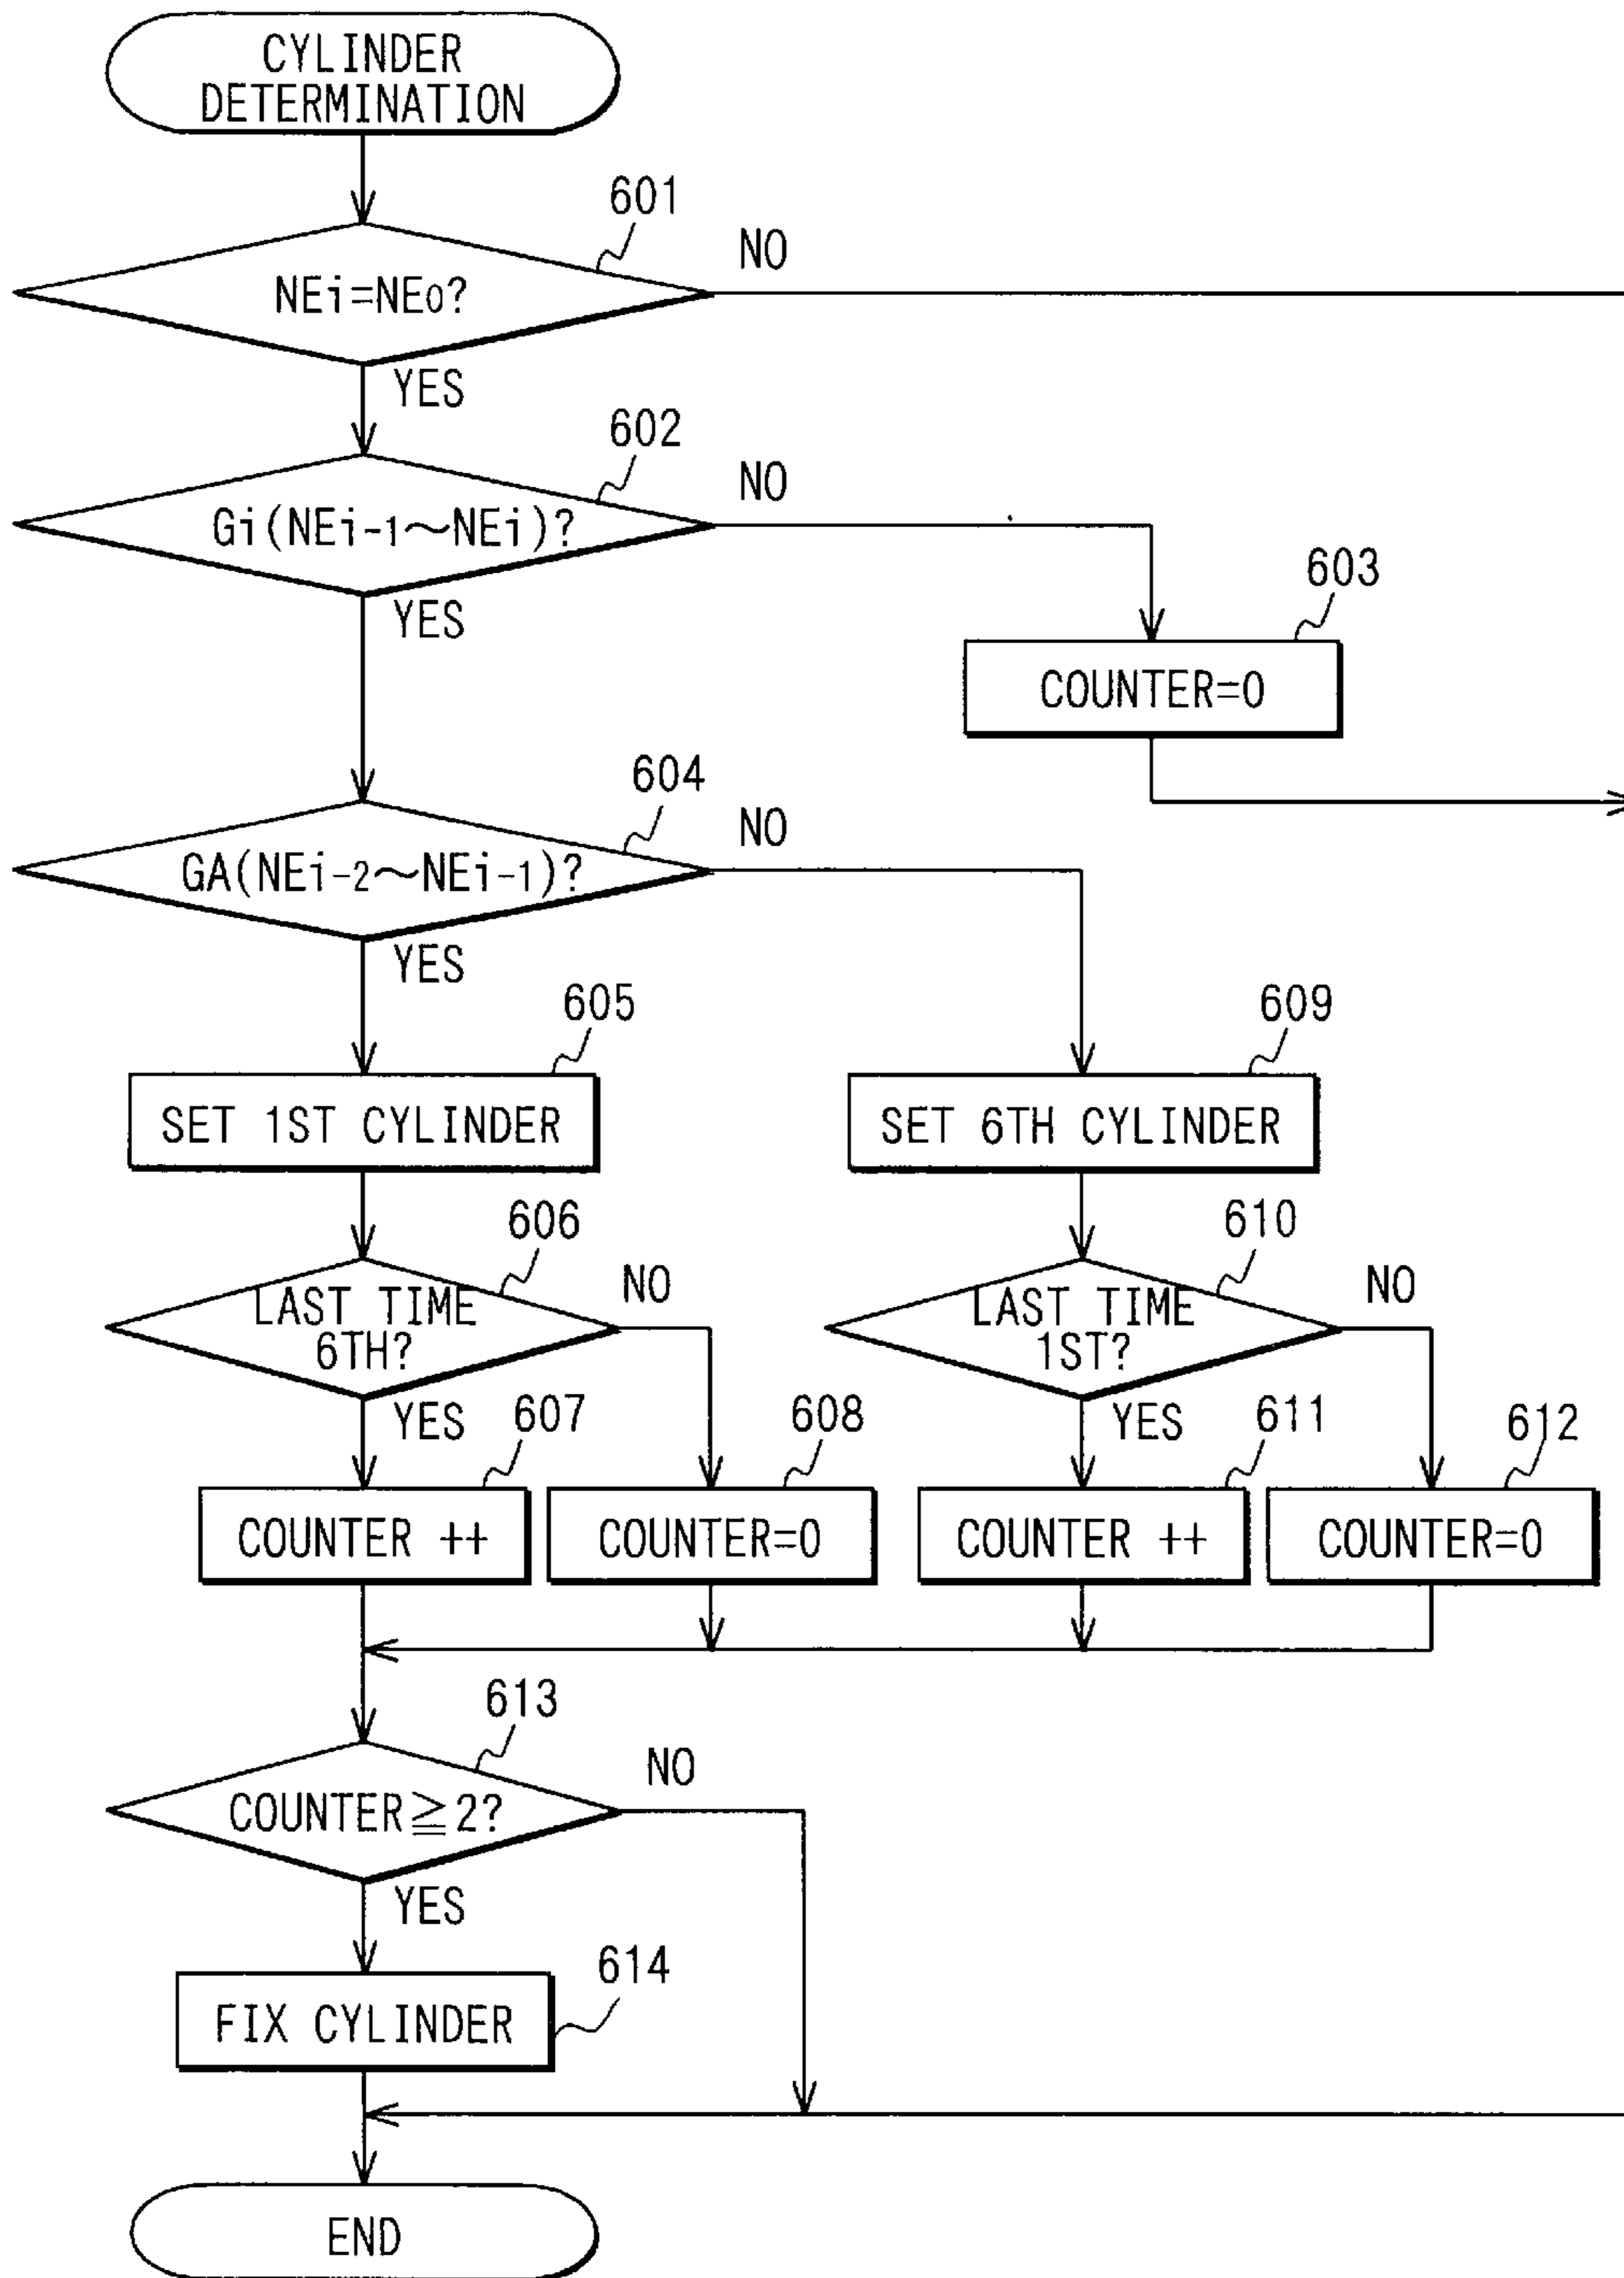 CYLINDER
DETERMINATION
601
NO
NEi=NE0?
YES
602
NO
Gi(NEi-1~NEi)?
YES
603
COUNTER=0
604
NO
GA(NEi-2~NEi-1)?
YES
605
609
SET 1ST CYLINDER
SET 6TH CYLINDER
606
610
NO
NO
LAST TIME
6TH?
LAST TIME
1ST?
YES
607
608
YES
611
612
COUNTER ++
COUNTER=0
COUNTER ++
COUNTER=0
613
NO
COUNTER≧2?
YES
614
FIX CYLINDER
END